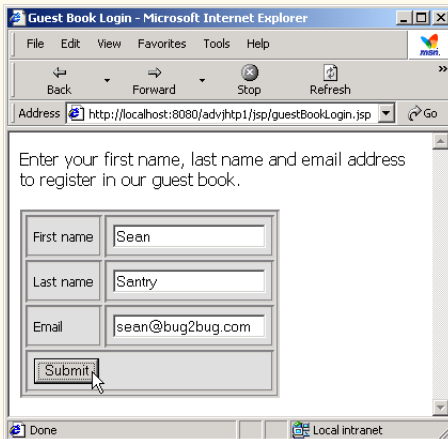 Guest Book Login - Microsoft Internet Explorer
File Edit View Favorites Tools Help
msn.
Back Forward Stop Refresh »
Address http://localhost:8080/advjhtp1/jsp/guestBookLogin.jsp Go
Enter your first name, last name and email address
to register in our guest book.
First name Sean
Last name Santry
Email sean@bug2bug.com
Submit
Done Local intranet